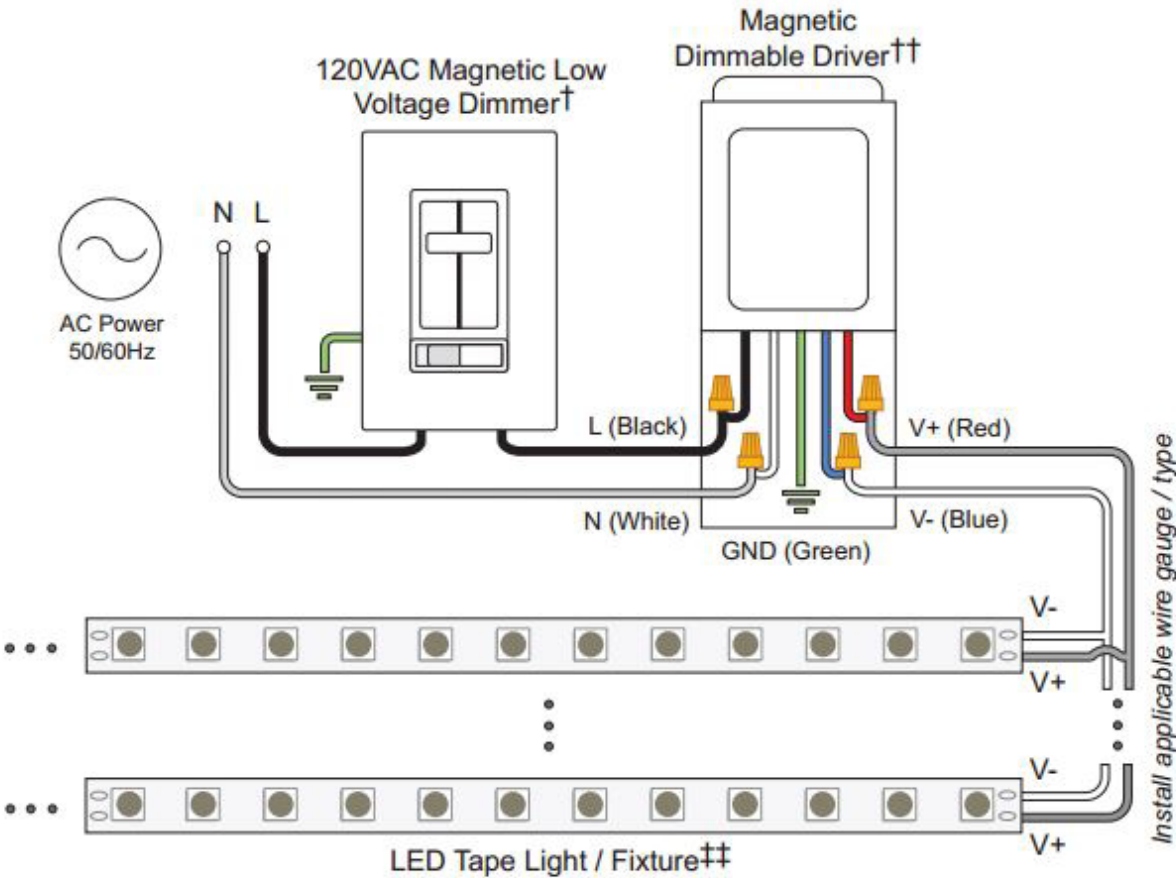 Magnetic
Dimmable Driver††
120VAC Magnetic Low
Voltage Dimmer†
N L
AC Power
50/60Hz
L (Black)
V+ (Red)
N (White)
V- (Blue)
GND (Green)
Install applicable wire gauge / type
V-
V+
V-
V+
LED Tape Light / Fixture‡‡